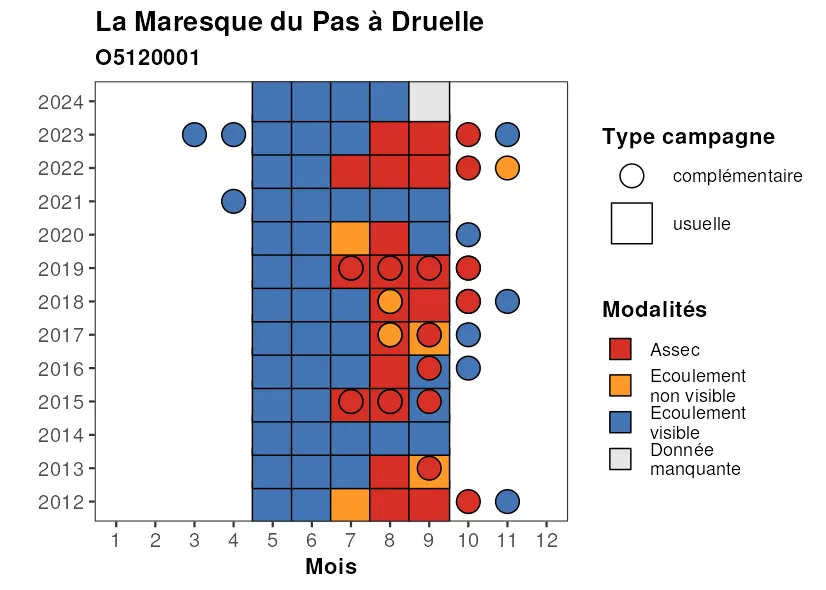 La Maresque du Pas à Druelle
O5120001
2024
2023
2022
2021
2020
2019
2018
2017
2016
2015
2014
2013
2012
1 2 3 4 5 6 7 8 9 10 11 12
Mois
Type campagne
complémentaire
usuelle
Modalités
Assec
Ecoulement
non visible
Ecoulement
visible
Donnée
manquante